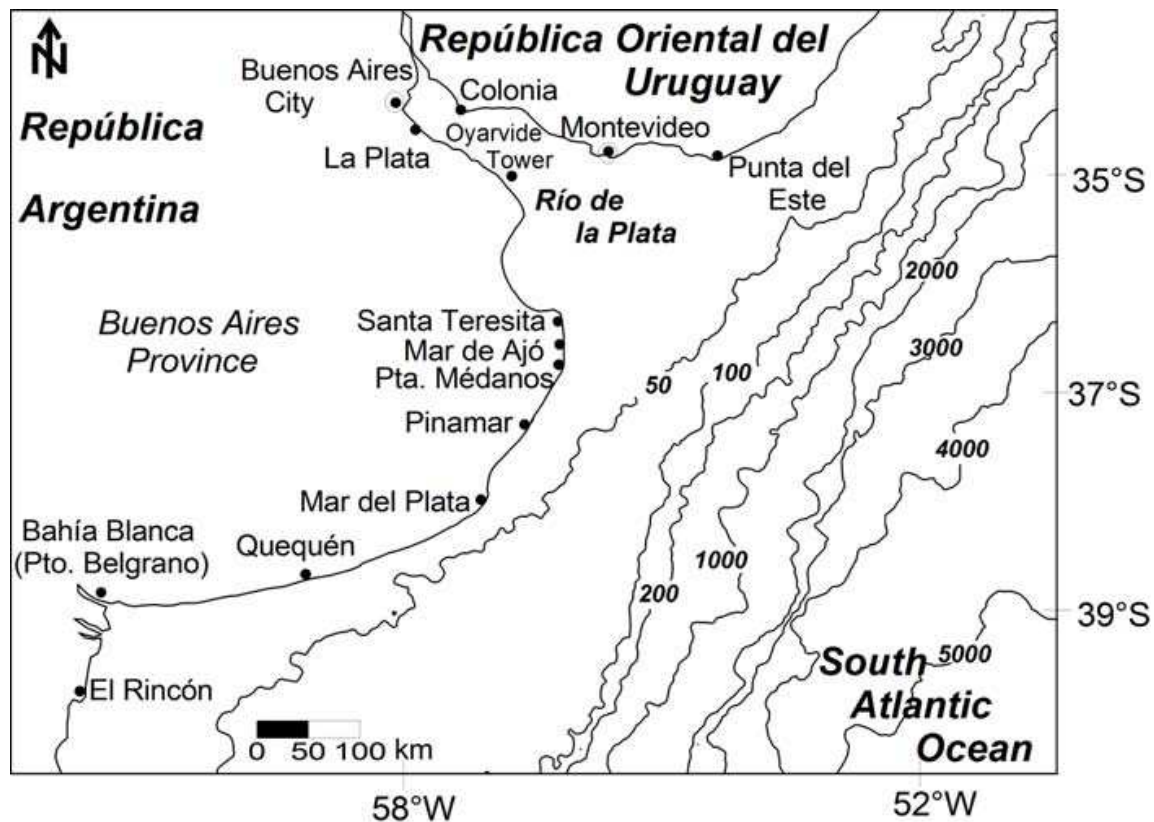 N
República Oriental del
Uruguay
Buenos Aires
City
Colonia
República
Argentina
Oyarvide
Tower
Montevideo
La Plata
Punta del
Este
35°S
Río de
la Plata
2000
Buenos Aires
Province
Santa Teresita
Mar de Ajó
Pta. Médanos
3000
50
100
37°S
Pinamar
4000
Mar del Plata
Bahía Blanca
(Pto. Belgrano)
Quequén
1000
200
39°S
5000
South
Atlantic
Ocean
El Rincón
0 50 100 km
58°W
52°W